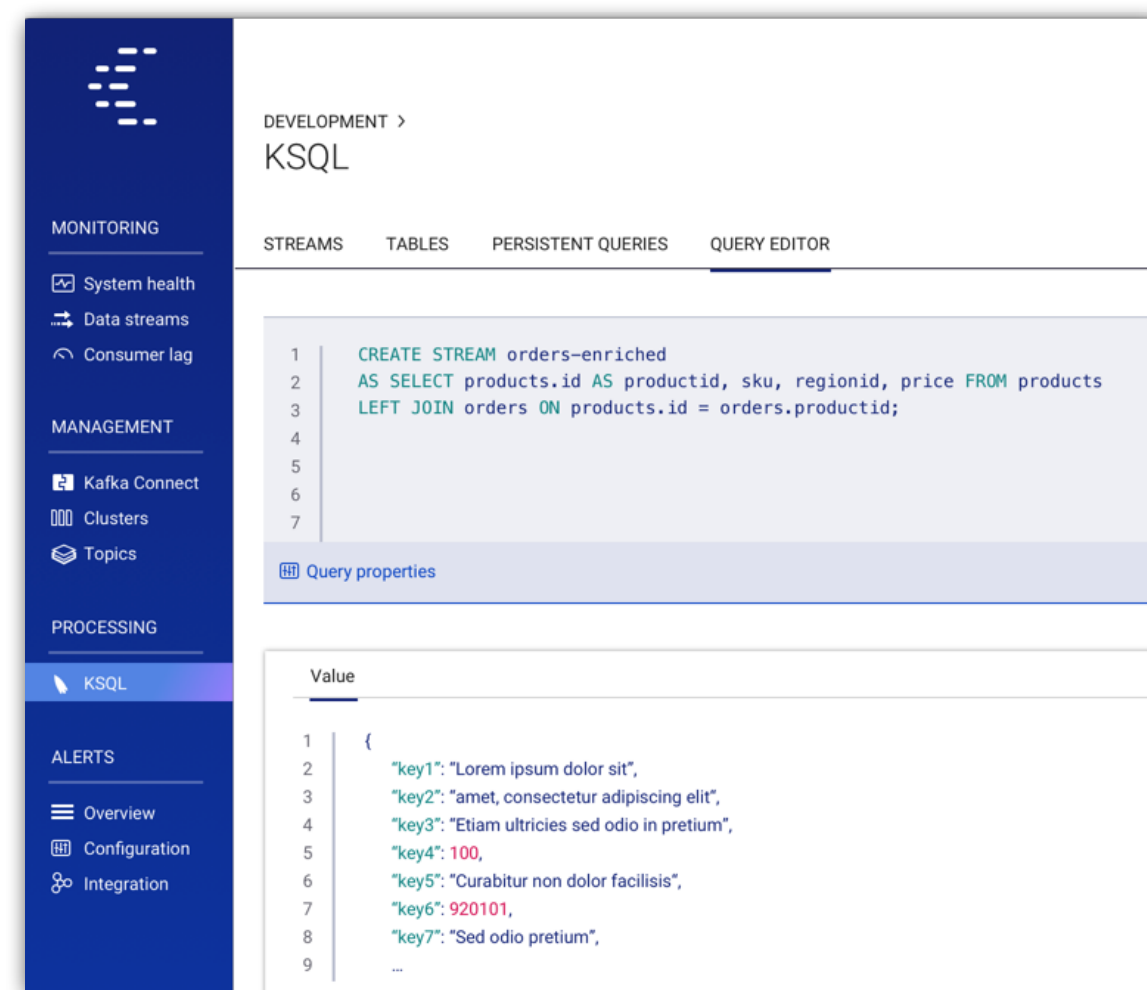 MONITORING
System health
Data streams
Consumer lag
MANAGEMENT
Kafka Connect
Clusters
Topics
PROCESSING
KSQL
ALERTS
Overview
Configuration
Integration
DEVELOPMENT >
KSQL
STREAMS TABLES PERSISTENT QUERIES QUERY EDITOR
1 CREATE STREAM orders–enriched
2 AS SELECT products.id AS productid, sku, regionid, price FROM products
3 LEFT JOIN orders ON products.id = orders.productid;
4
5
6
7
Query properties
Value
1 {
2 “key1”: “Lorem ipsum dolor sit”,
3 “key2”: “amet, consectetur adipiscing elit”,
4 “key3”: “Etiam ultricies sed odio in pretium”,
5 “key4”: 100,
6 “key5”: “Curabitur non dolor facilisis”,
7 “key6”: 920101,
8 “key7”: “Sed odio pretium”,
9 ...